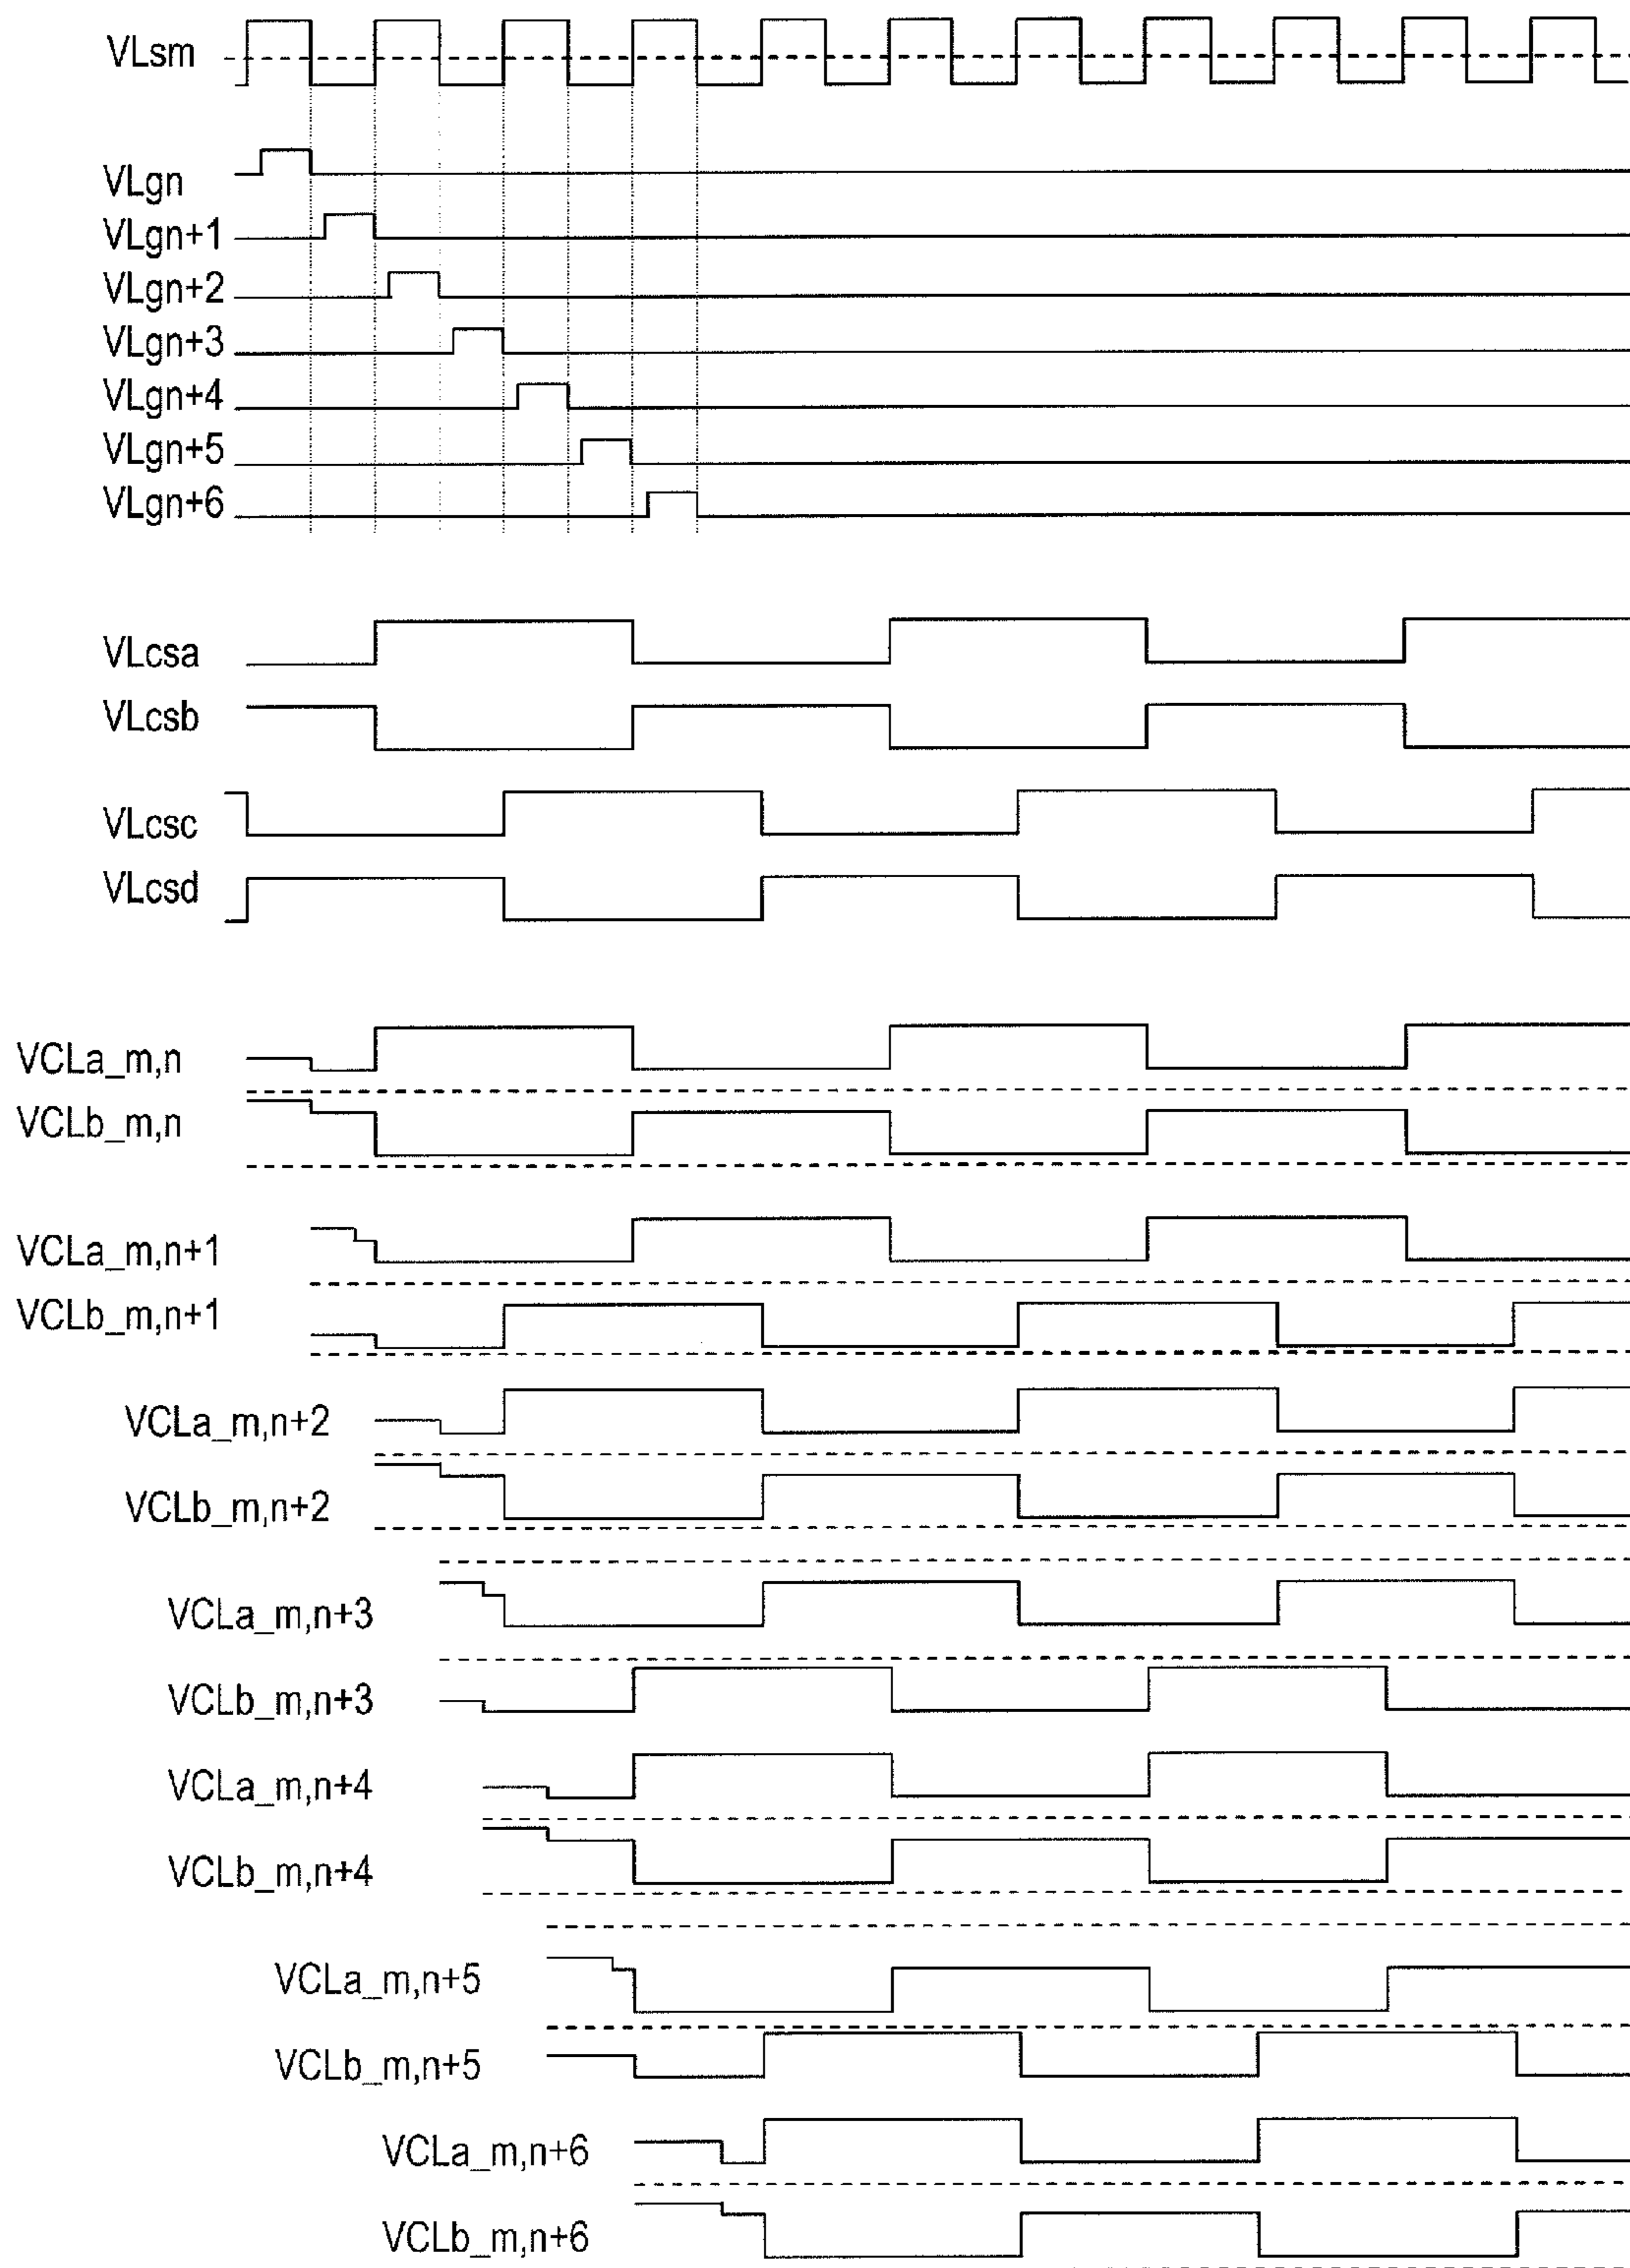 VLsm
VLgn
VLgn+1
VLgn+2
VLgn+3
VLgn+4
VLgn+5
VLgn+6
VLcsa
VLcsb
VLcsc
VLcsd
VCLa_m,n
VCLb_m,n
VCLa_m,n+1
VCLb_m,n+1
VCLa_m,n+2
VCLb_m,n+2
VCLa_m,n+3
VCLb_m,n+3
VCLa_m,n+4
VCLb_m,n+4
VCLa_m,n+5
VCLb_m,n+5
VCLa_m,n+6
VCLb_m,n+6